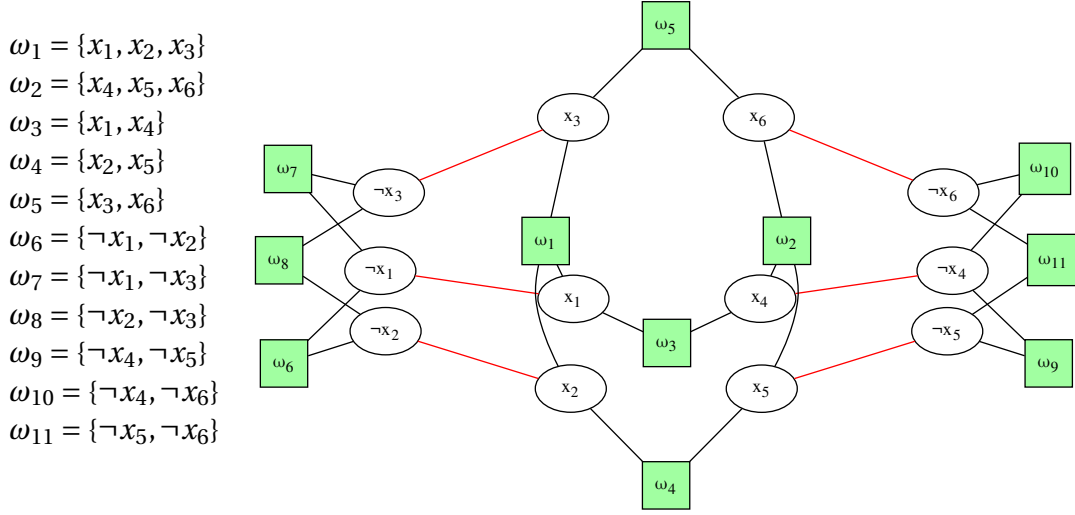 ω1 = {x1, x2, x3}
ω2 = {x4, x5, x6}
ω3 = {x1, x4}
ω4 = {x2, x5}
ω5 = {x3, x6}
ω6 = {¬x1, ¬x2}
ω7 = {¬x1, ¬x3}
ω8 = {¬x2, ¬x3}
ω9 = {¬x4, ¬x5}
ω10 = {¬x4, ¬x6}
ω11 = {¬x5, ¬x6}
ω5
x3
x6
ω7
¬x3
¬x6
ω10
ω8
ω1
ω2
ω11
¬x1
x1
x4
¬x4
¬x2
ω3
¬x5
ω6
x2
x5
ω9
ω4